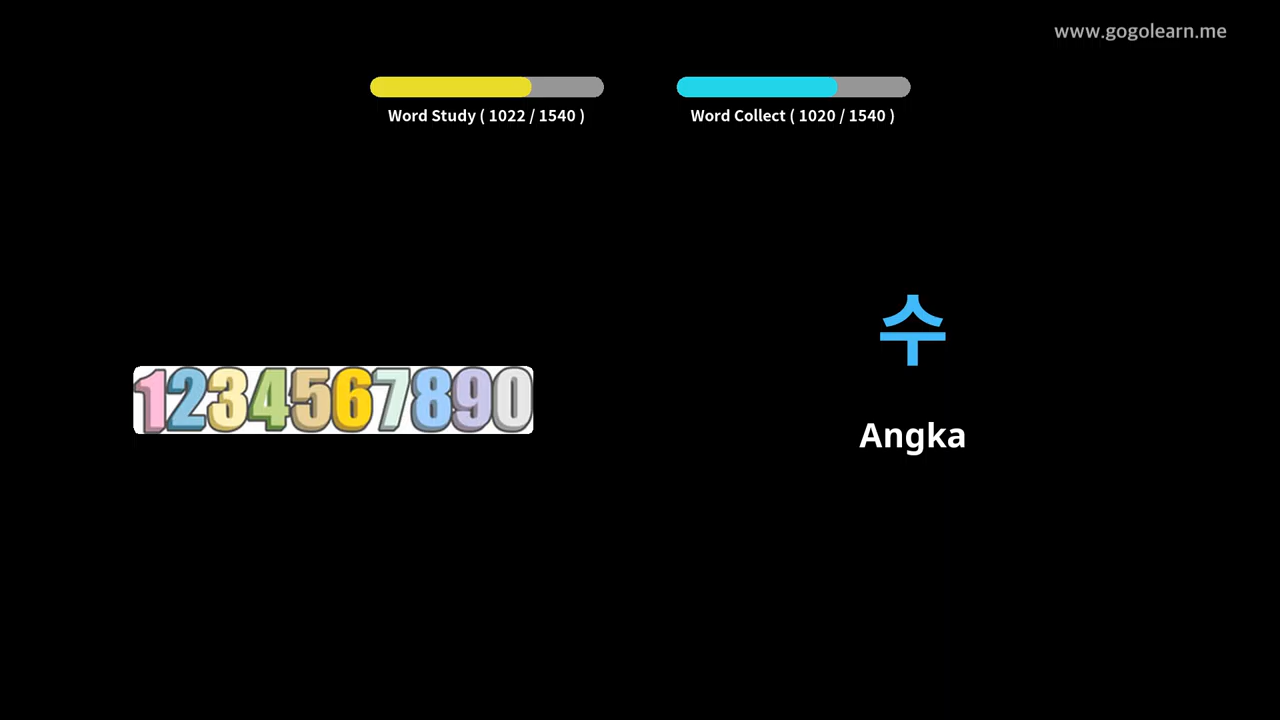 www.gogolearn.me
Word Study ( 1022 / 1540 )
Word Collect ( 1020 / 1540 )
수
1234567890
Angka